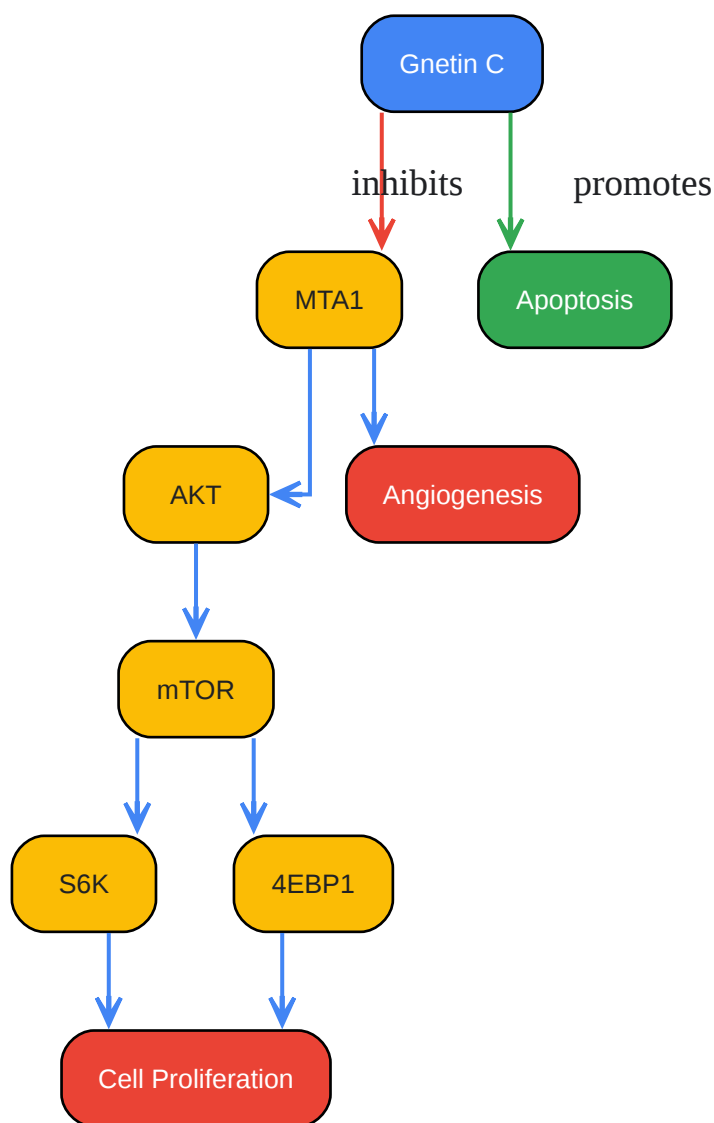 Gnetin C
inhibits
promotes
MTA1
Apoptosis
AKT
Angiogenesis
mTOR
S6K
4EBP1
Cell Proliferation